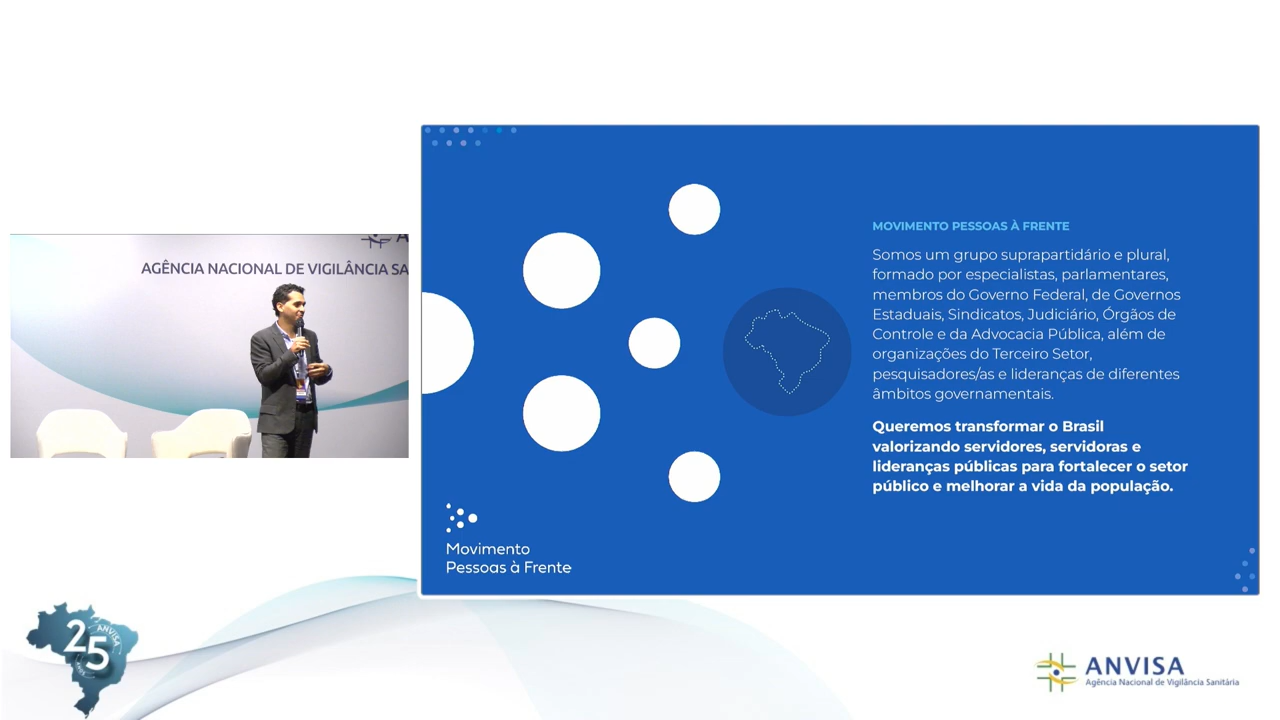 AGÊNCIA NACIONAL DE VIGILÂNCIA SA
MOVIMENTO PESSOAS À FRENTE
Somos um grupo suprapartidário e plural,
formado por especialistas, parlamentares,
membros do Governo Federal, de Governos
Estaduais, Sindicatos, Judiciário, Órgãos de
Controle e da Advocacia Pública, além de
organizações do Terceiro Setor,
pesquisadores/as e lideranças de diferentes
âmbitos governamentais.
Queremos transformar o Brasil
valorizando servidores, servidoras e
lideranças públicas para fortalecer o setor
público e melhorar a vida da população.
Movimento
Pessoas à Frente
25
ANVISA
ANVISA
Agência Nacional de Vigilância Sanitária